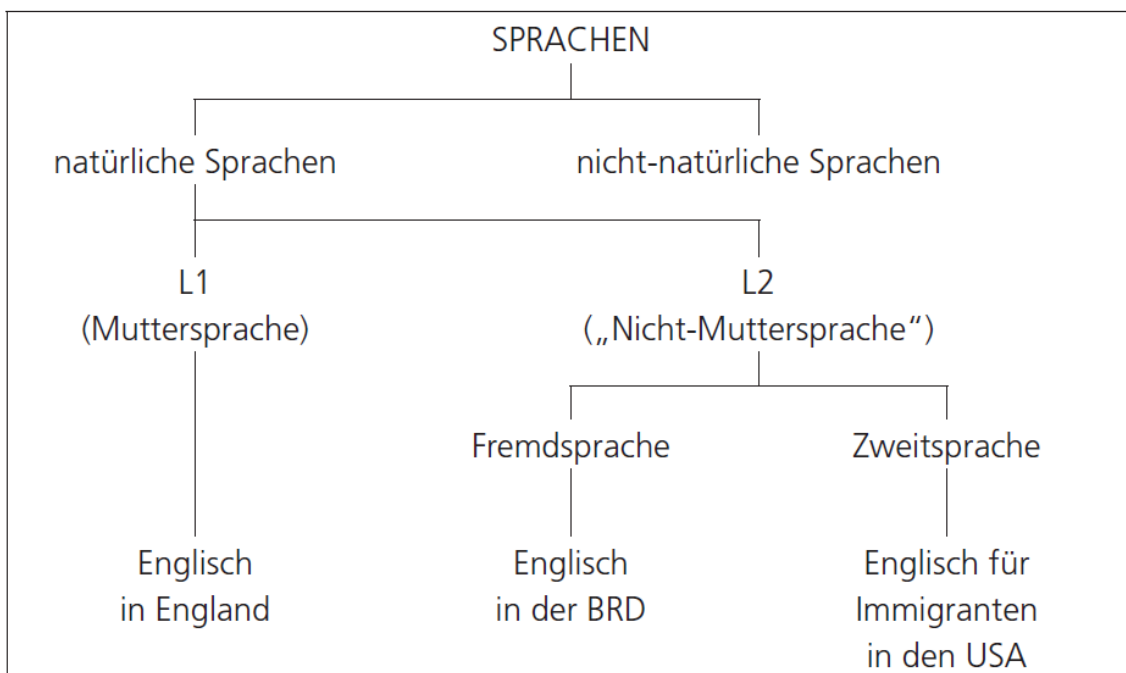 SPRACHEN
natürliche Sprachen
nicht-natürliche Sprachen
L1
(Muttersprache)
L2
(„Nicht-Muttersprache“)
Fremdsprache
Zweitsprache
Englisch
in England
Englisch
in der BRD
Englisch für
Immigranten
in den USA